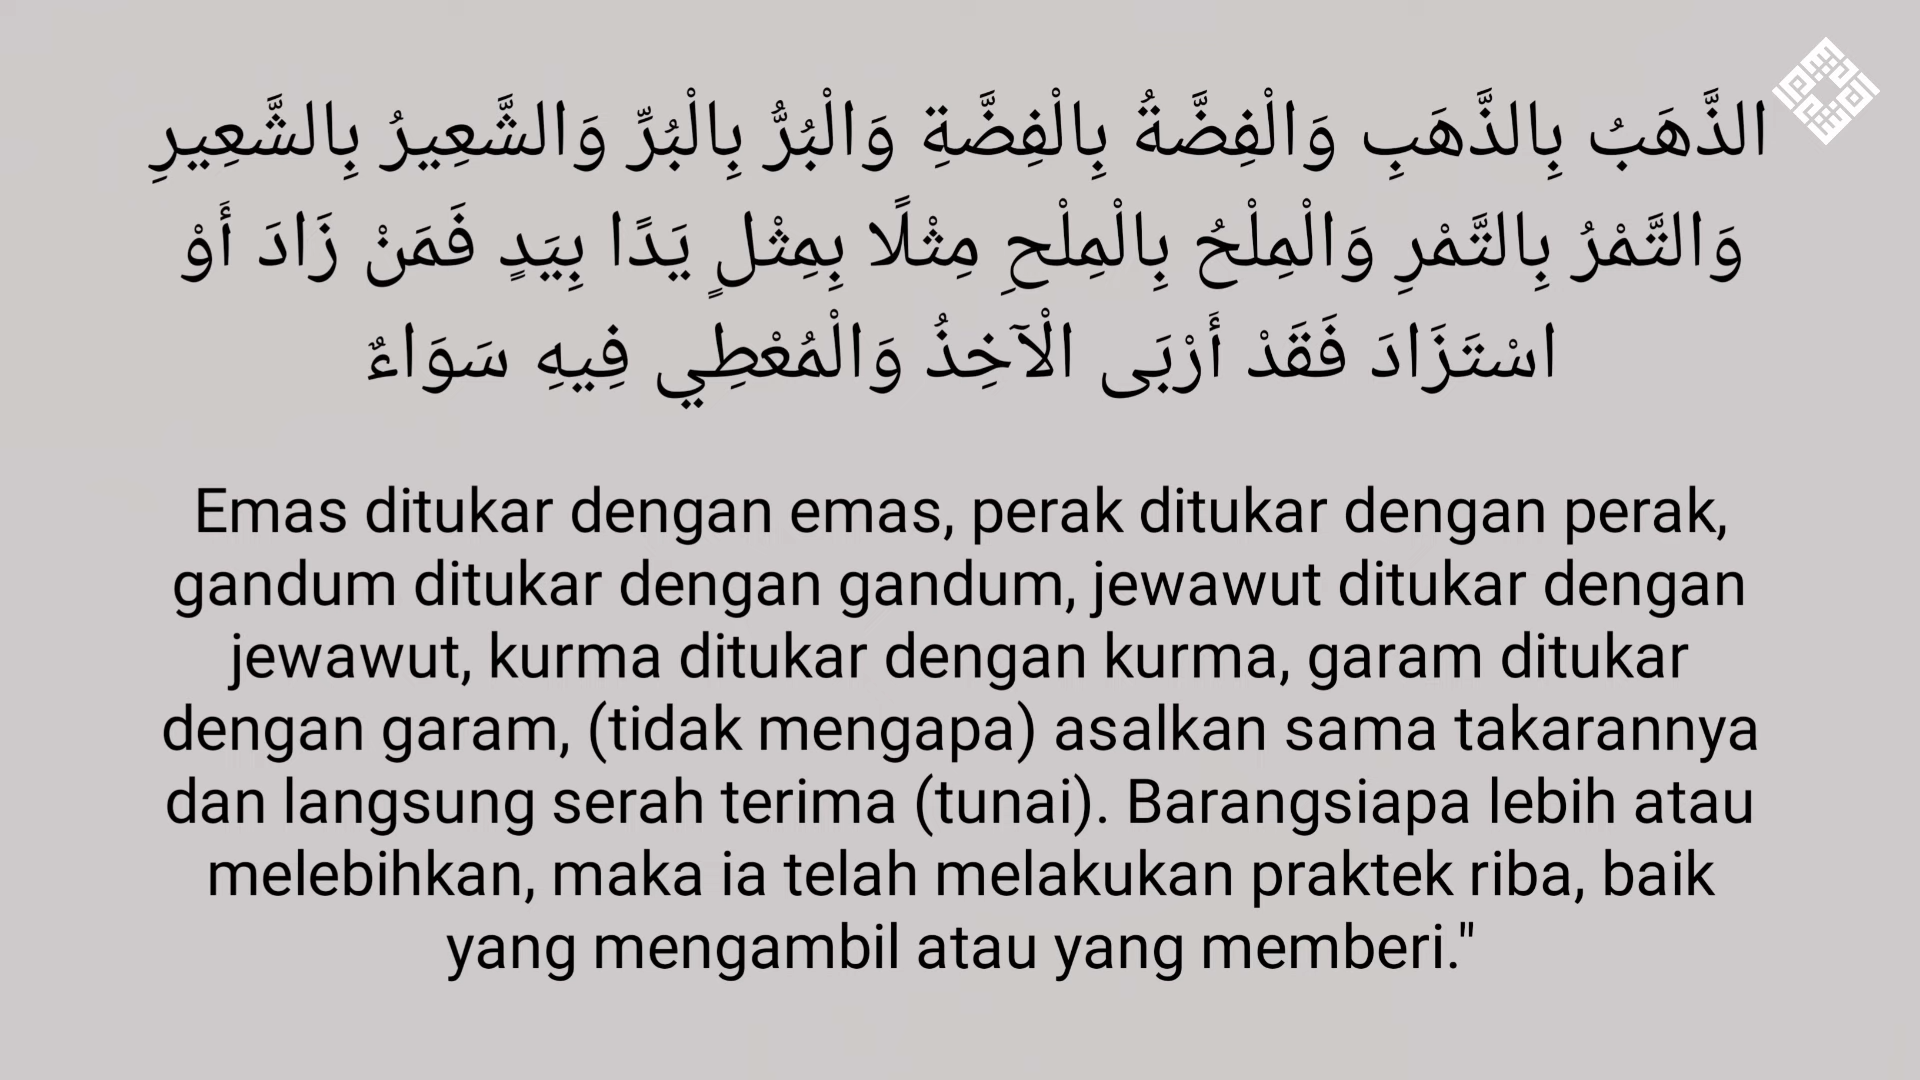 الذَّهَبُ بِالذَّهَبِ وَالْفِضَّةُ بِالْفِضَّةِ وَالْبُرُّ بِالْبُرِّ وَالشَّعِيرُ بِالشَّعِيرِ
وَالتَّمْرُ بِالتَّمْرِ وَالْمِلْحُ بِالْمِلْحِ مِثْلًا بِمِثْلٍ يَدًا بِيَدٍ فَمَنْ زَادَ أَوْ
اسْتَزَادَ فَقَدْ أَرْبَى الْآخِذُ وَالْمُعْطِي فِيهِ سَوَاءٌ
Emas ditukar dengan emas, perak ditukar dengan perak,
gandum ditukar dengan gandum, jewawut ditukar dengan
jewawut, kurma ditukar dengan kurma, garam ditukar
dengan garam, (tidak mengapa) asalkan sama takarannya
dan langsung serah terima (tunai). Barangsiapa lebih atau
melebihkan, maka ia telah melakukan praktek riba, baik
yang mengambil atau yang memberi."